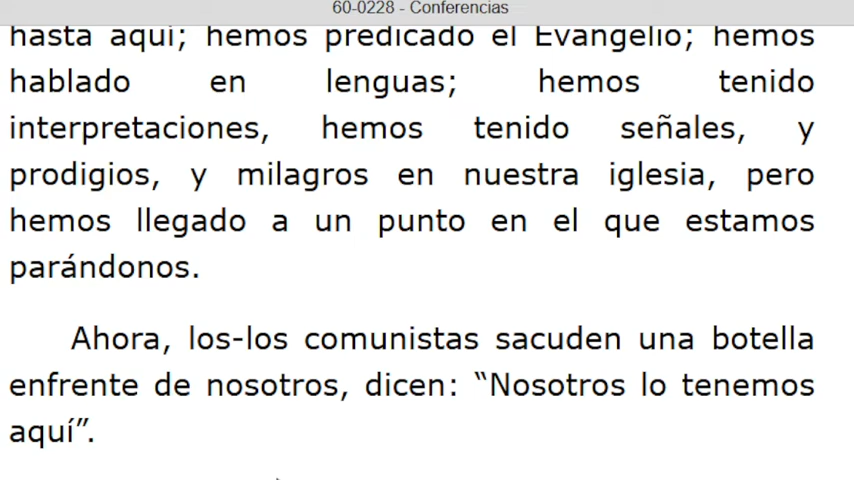 60-0228 - Conferencias
hasta aquí; hemos predicado el Evangelio; hemos
hablado en lenguas; hemos tenido
interpretaciones, hemos tenido señales, y
prodigios, y milagros en nuestra iglesia, pero
hemos llegado a un punto en el que estamos
parándonos.
Ahora, los-los comunistas sacuden una botella
enfrente de nosotros, dicen: “Nosotros lo tenemos
aquí”.